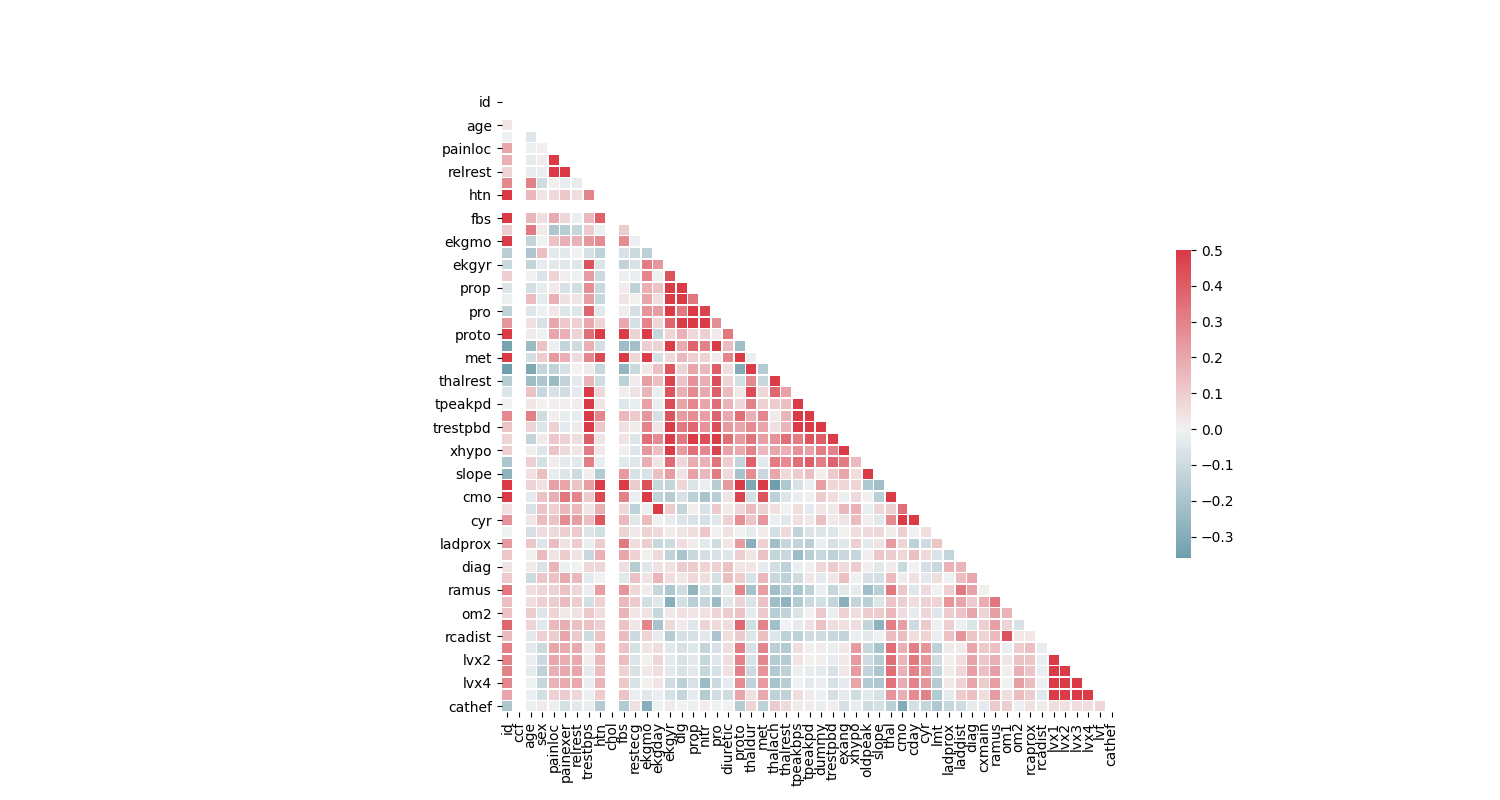 id
age
painloc
relrest
htn
fbs
ekgmo
ekgyr
prop
pro
proto
met
thalrest
tpeakpd
trestpbd
xhypo
slope
cmo
cyr
ladprox
diag
ramus
om2
rcadist
lvx2
lvx4
cathef
id
ccf
age
sex
painloc
painexer
relrest
trestbps
htn
cpol
fbs
restecg
ekgmo
ekgday
ekgyr
dig
prop
nitr
pro
diuretic
proto
thaldur
met
thalrach
thalrest
tpeakbps
tpeakpd
dummy
trestpbd
exang
xhypo
oldpeak
slope
thal
cmo
cday
cyr
lmt
ladprox
laddist
diag
cxmain
ramus
om1
om2
rcaprox
rcadist
lvx1
lvx2
lvx3
lvx4
lvf
cathef
0.5
0.4
0.3
0.2
0.1
0.0
−0.1
−0.2
−0.3